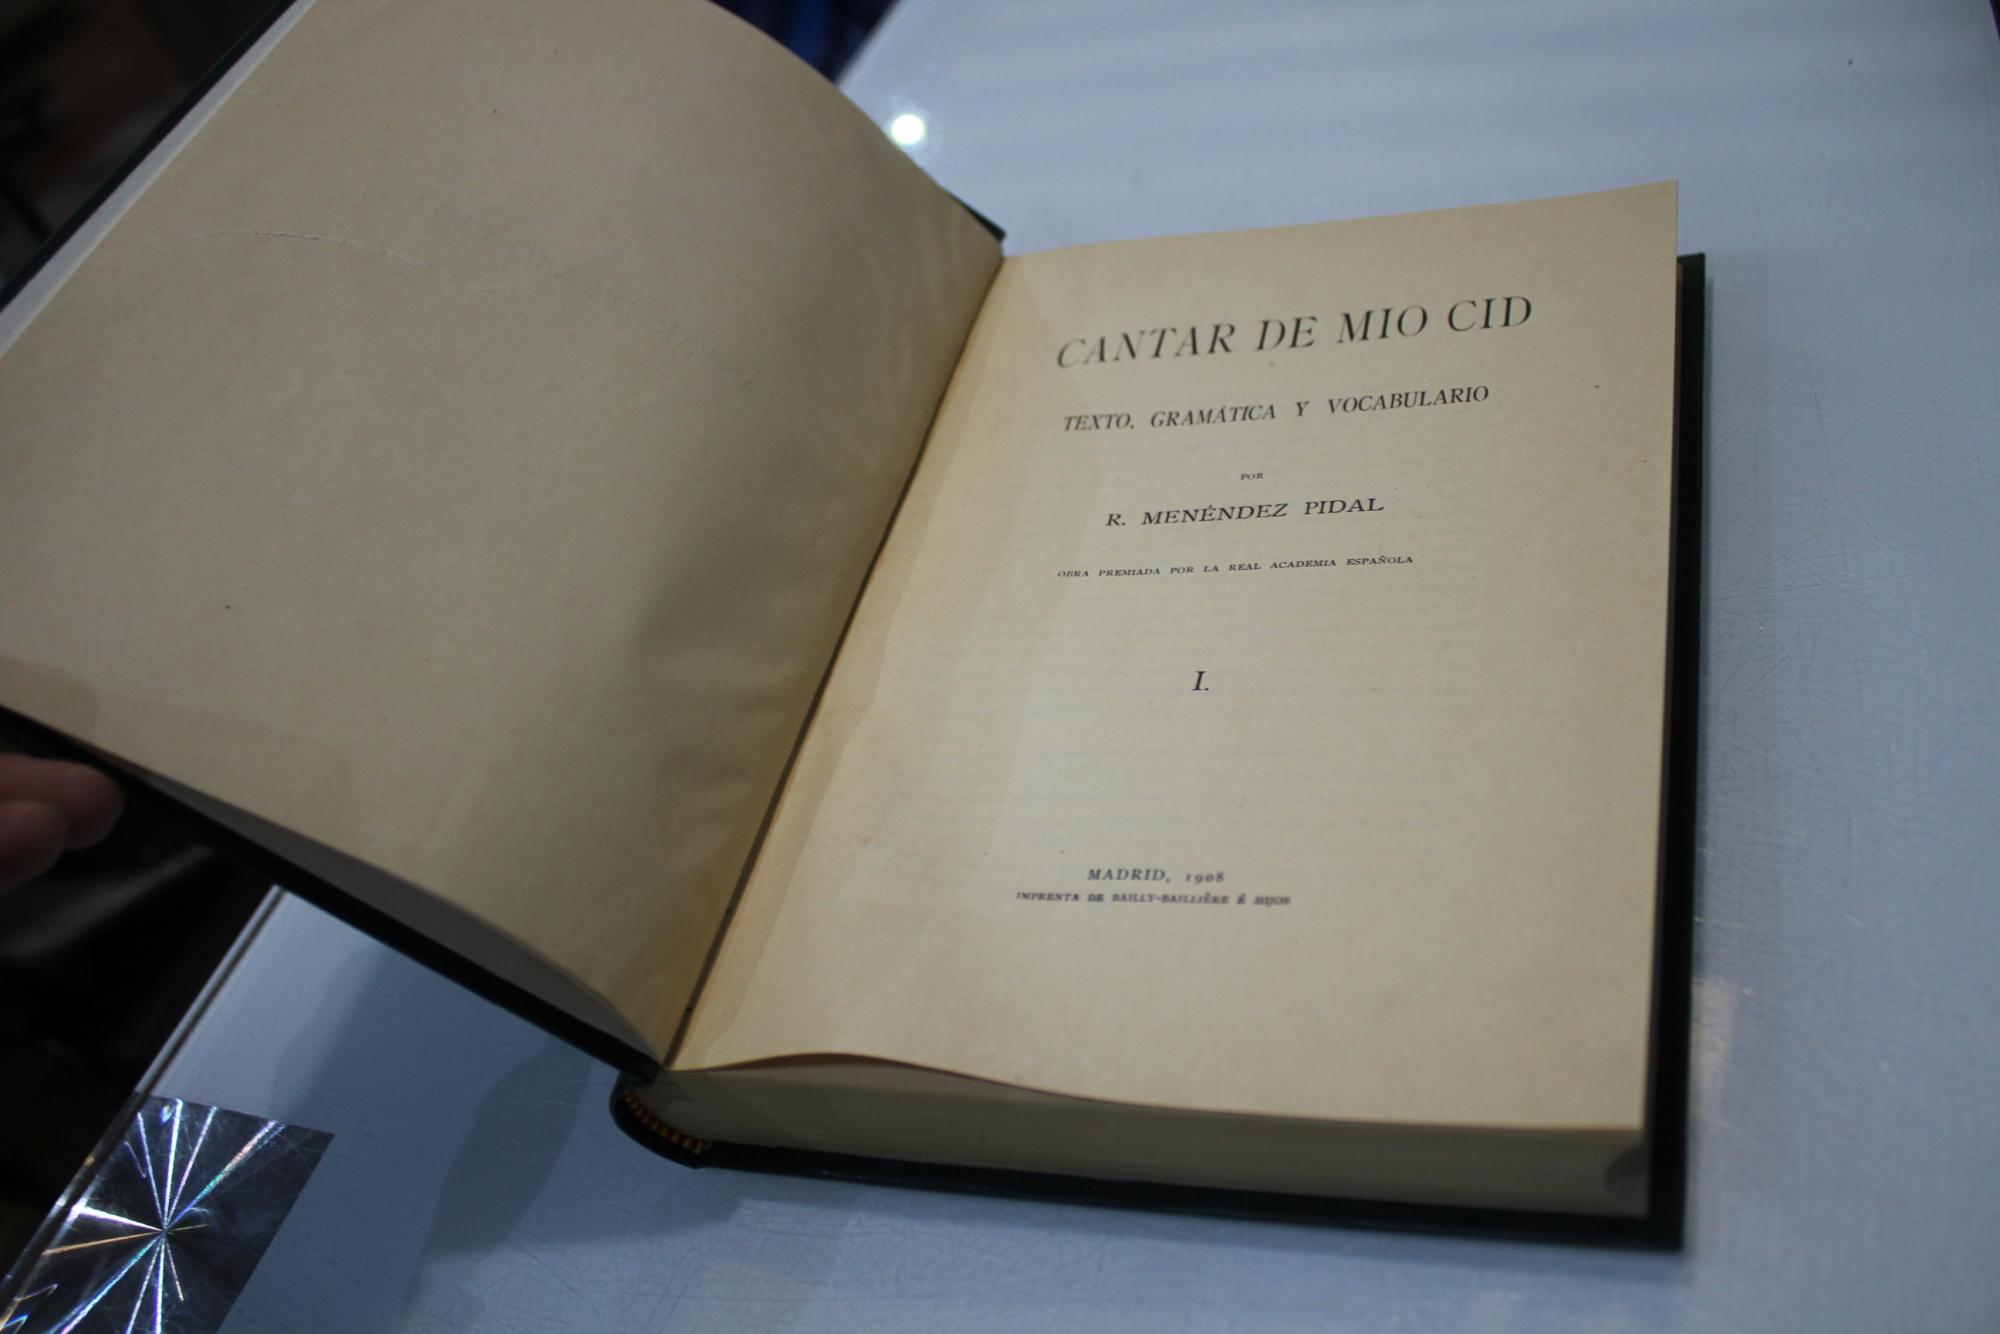 CANTAR DE MIO CID
TEXTO, GRAMÁTICA Y VOCABULARIO
POR
R. MENÉNDEZ PIDAL
OBRA PREMIADA POR LA REAL ACADEMIA ESPAÑOLA
I.
MADRID, 1908
IMPRENTA DE BAILLY-BAILLIÈRE É HIJOS